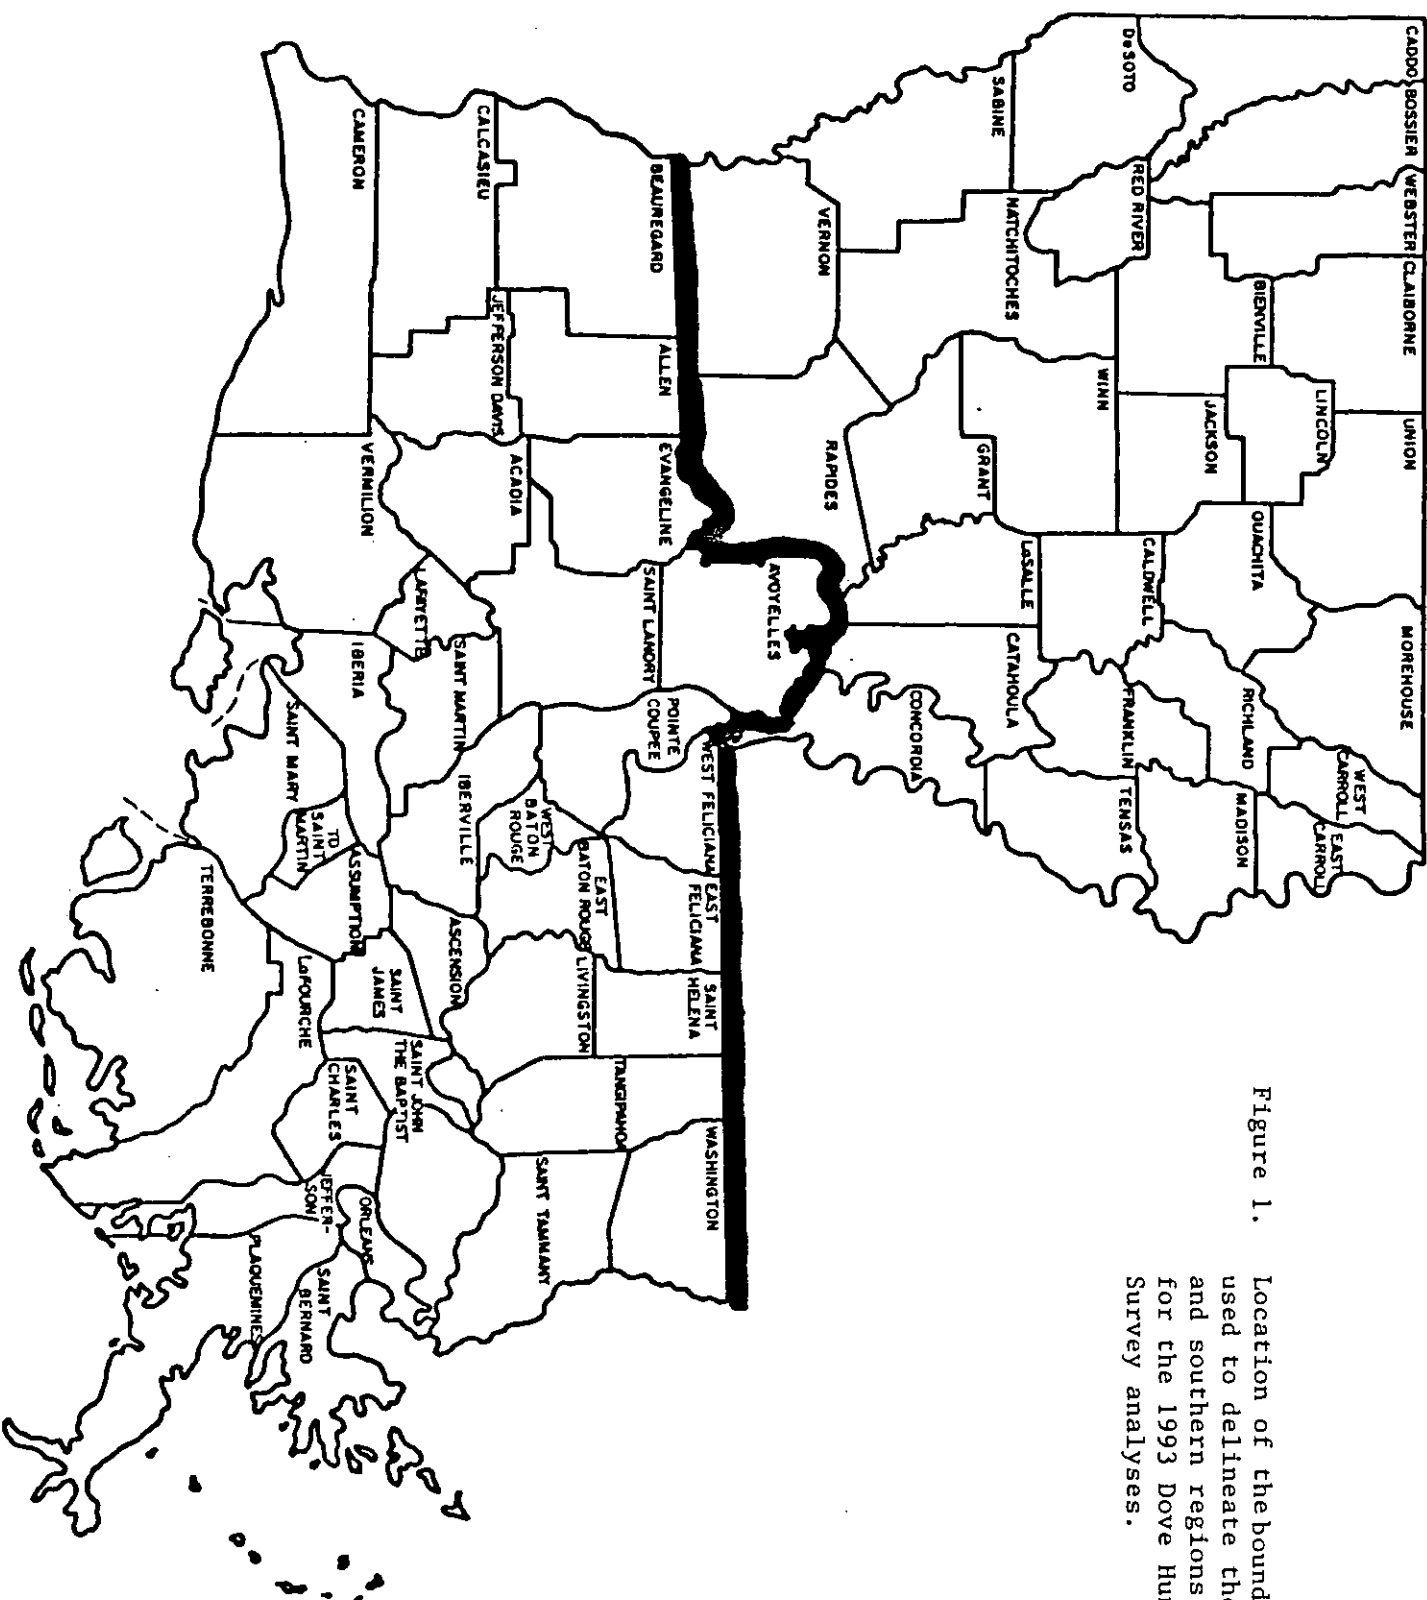 CADDO
BOSSIER
WEBSTER
CLAIBORNE
UNION
MOREHOUSE
WEST
CARROLL
EAST
CARROLL
LINCOLN
BIENVILLE
OUACHITA
RICHLAND
MADISON
JACKSON
DeSOTO
RED RIVER
WINN
CALDWELL
FRANKLIN
TENSAS
SABINE
NATCHITOCHES
GRANT
LaSALLE
CATAHOULA
CONCORDIA
VERNON
RAPIDES
AVOYELLES
BEAUREGARD
ALLEN
EVANGELINE
SAINT LANDRY
POINTE
COUPEE
WEST FELICIANA
EAST
FELICIANA
SAINT
HELENA
TANGIPAHOA
WASHINGTON
CALCASIEU
JEFFERSON DAVIS
ACADIA
LAFAYETTE
SAINT MARTIN
IBERVILLE
WEST
BATON
ROUGE
EAST
BATON ROUGE
LIVINGSTON
SAINT TAMMANY
CAMERON
VERMILION
IBERIA
SAINT MARY
TO
SAINT
MARTIN
ASSUMPTION
ASCENSION
SAINT
JAMES
SAINT JOHN
THE BAPTIST
SAINT
CHARLES
LaFOURCHE
TERREBONNE
JEFFER-
SON
ORLEANS
SAINT
BERNARD
PLAQUEMINES
Figure 1. Location of the bound
used to delineate the
and southern regions
for the 1993 Dove Hu
Survey analyses.